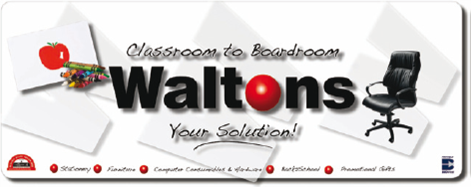 Classroom to Boardroom
Waltons
Your Solution!
Stationery Furniture Computer Consumables & Hardware Back2School Promotional Gifts